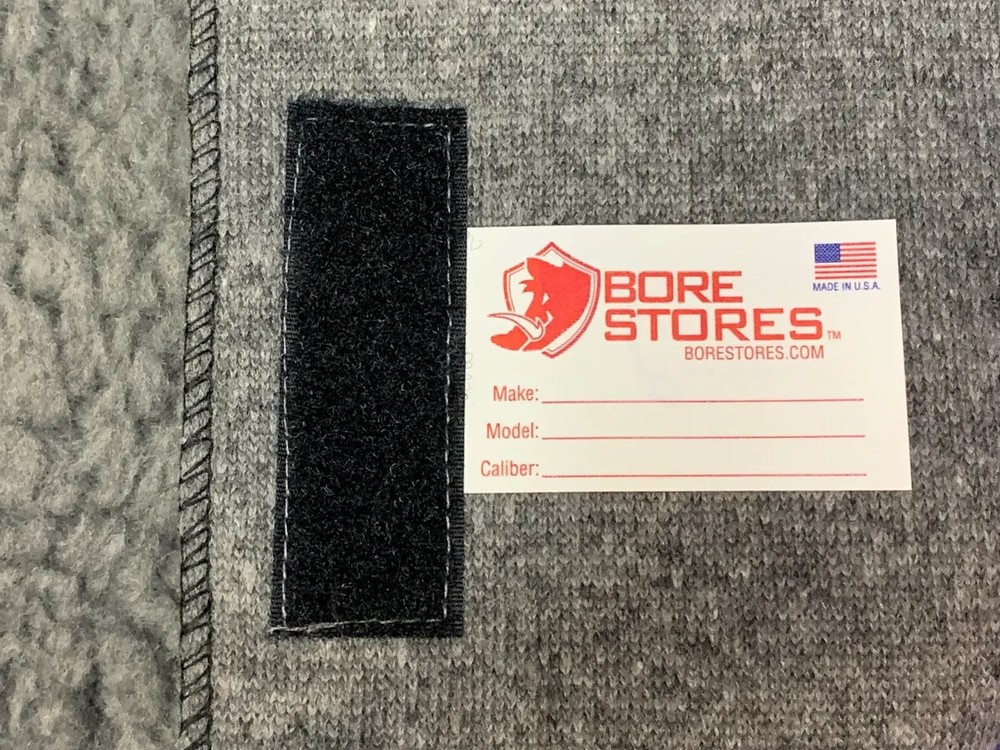 BORE
STORES™
BORESTORES.COM
MADE IN U.S.A.
Make:
Model:
Caliber: